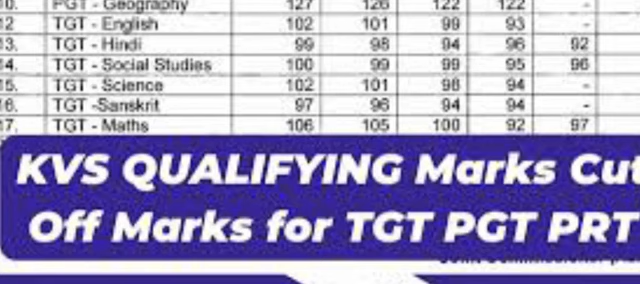 10. PGT - Geography 127 126 122 122 -
12 TGT - English 102 101 99 93 -
13. TGT - Hindi 99 98 94 96 92
14. TGT - Social Studies 100 99 99 95 96
15. TGT - Science 102 101 98 94 -
16. TGT -Sanskrit 97 96 94 94 -
17. TGT - Maths 106 105 100 92 97
KVS QUALIFYING Marks Cut
Off Marks for TGT PGT PRT